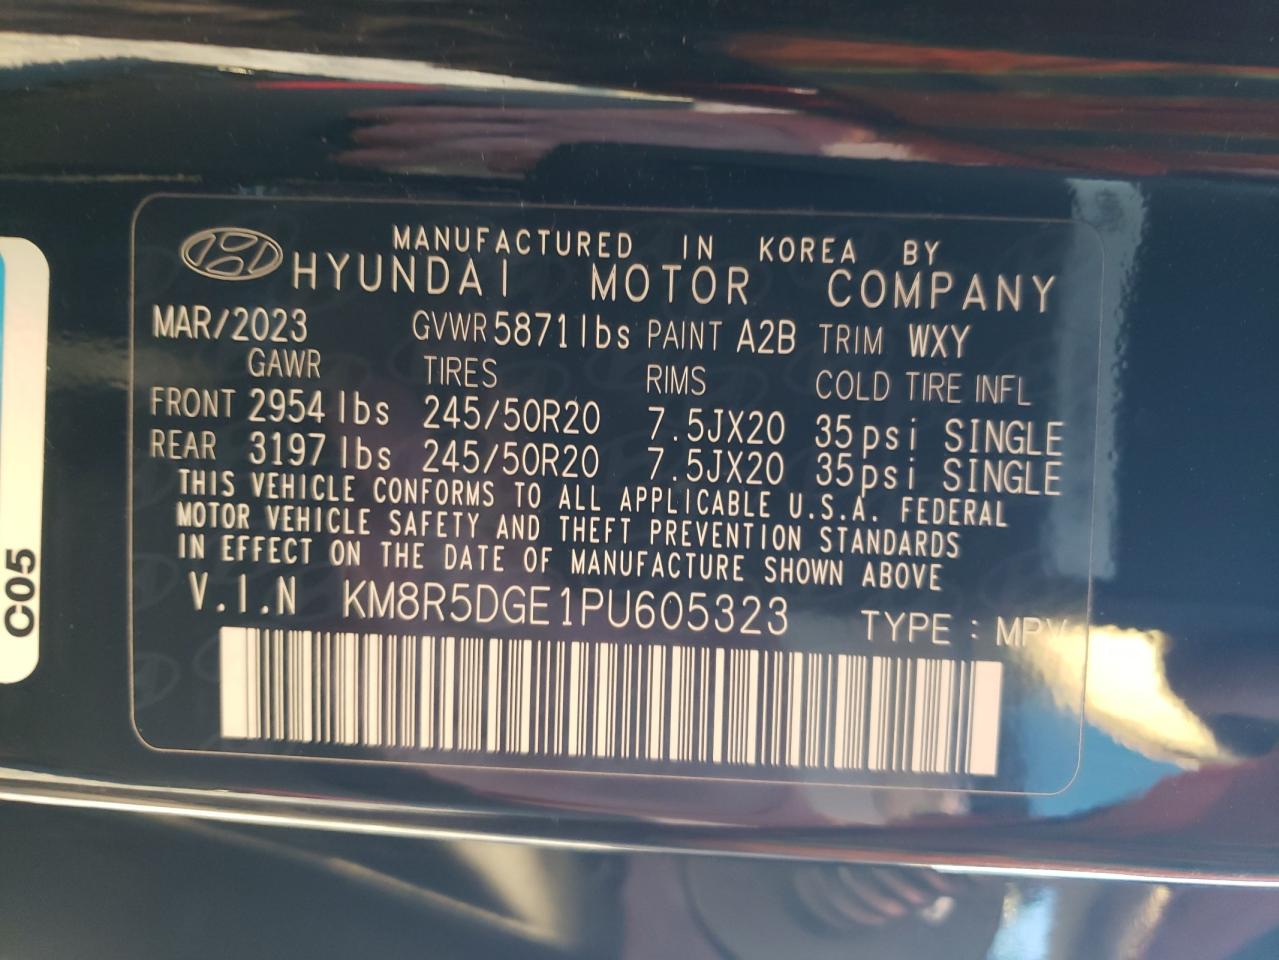 MANUFACTURED IN KOREA BY
HYUNDAI MOTOR COMPANY
MAR/2023 GVWR 5871lbs PAINT A2B TRIM WXY
GAWR TIRES RIMS COLD TIRE INFL
FRONT 2954 lbs 245/50R20 7.5JX20 35psi SINGLE
REAR 3197 lbs 245/50R20 7.5JX20 35psi SINGLE
THIS VEHICLE CONFORMS TO ALL APPLICABLE U.S.A. FEDERAL
MOTOR VEHICLE SAFETY AND THEFT PREVENTION STANDARDS
IN EFFECT ON THE DATE OF MANUFACTURE SHOWN ABOVE
V.I.N KM8R5DGE1PU605323 TYPE : MPV
C05